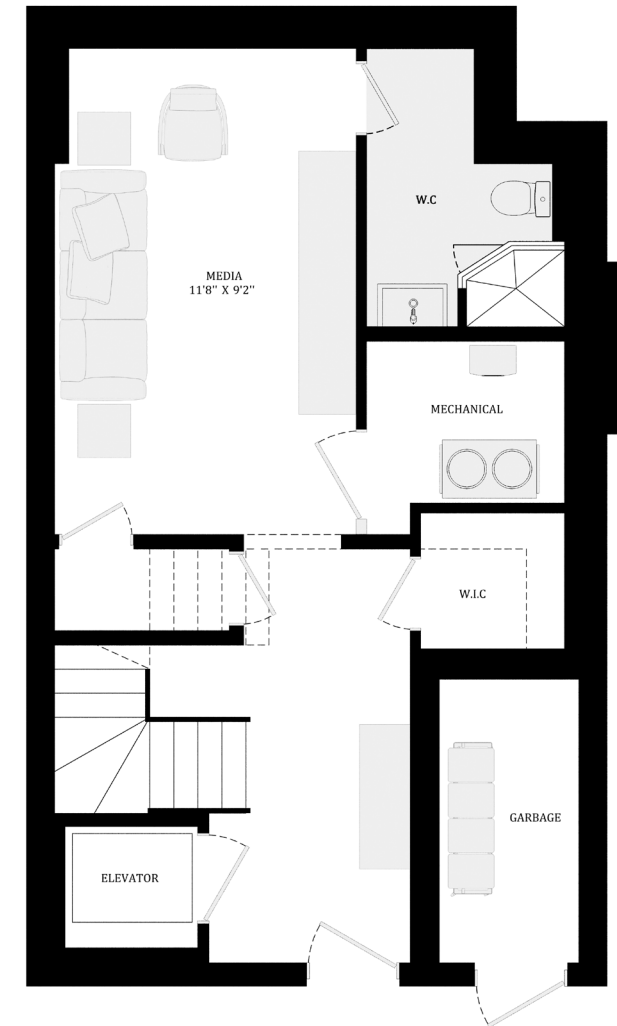 W.C
MEDIA
11'8'' X 9'2''
MECHANICAL
W.I.C
GARBAGE
ELEVATOR